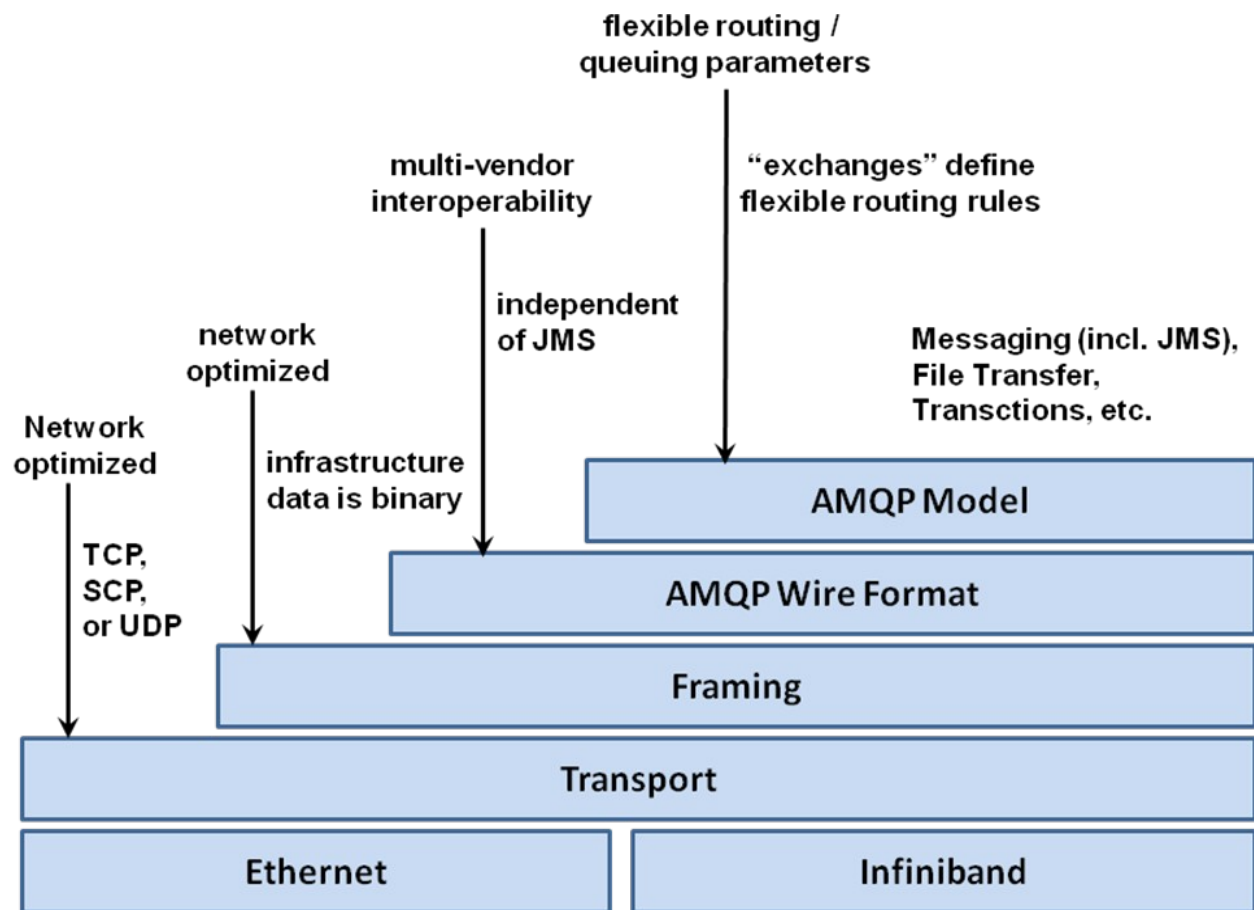 flexible routing /
queuing parameters
multi-vendor
interoperability
“exchanges” define
flexible routing rules
independent
of JMS
network
optimized
Messaging (incl. JMS),
File Transfer,
Transctions, etc.
Network
optimized
infrastructure
data is binary
AMQP Model
TCP,
SCP,
or UDP
AMQP Wire Format
Framing
Transport
Ethernet
Infiniband